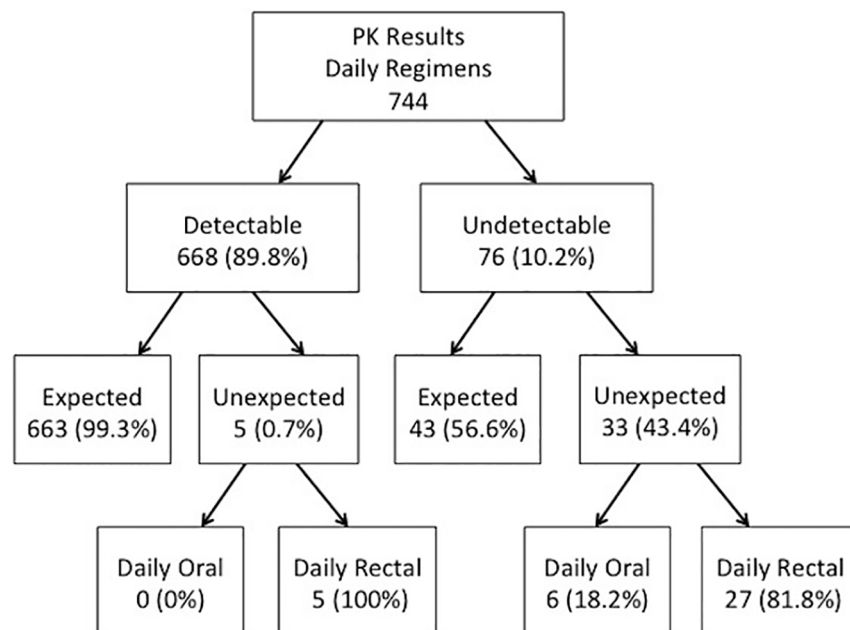 PK Results
Daily Regimens
744
Detectable
668 (89.8%)
Undetectable
76 (10.2%)
Expected
663 (99.3%)
Unexpected
5 (0.7%)
Expected
43 (56.6%)
Unexpected
33 (43.4%)
Daily Oral
0 (0%)
Daily Rectal
5 (100%)
Daily Oral
6 (18.2%)
Daily Rectal
27 (81.8%)